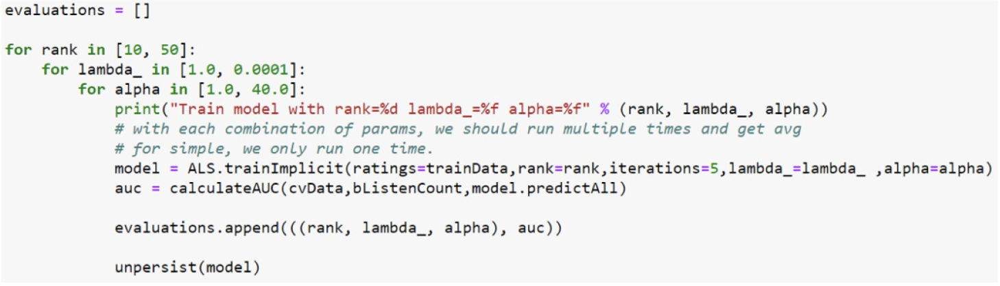 evaluations = []
for rank in [10, 50]:
    for lambda_ in [1.0, 0.0001]:
        for alpha in [1.0, 40.0]:
            print("Train model with rank=%d lambda_=%f alpha=%f" % (rank, lambda_, alpha))
            # with each combination of params, we should run multiple times and get avg
            # for simple, we only run one time.
            model = ALS.trainImplicit(ratings=trainData,rank=rank,iterations=5,lambda_=lambda_ ,alpha=alpha)
            auc = calculateAUC(cvData,bListenCount,model.predictAll)
            evaluations.append(((rank, lambda_, alpha), auc))
            unpersist(model)